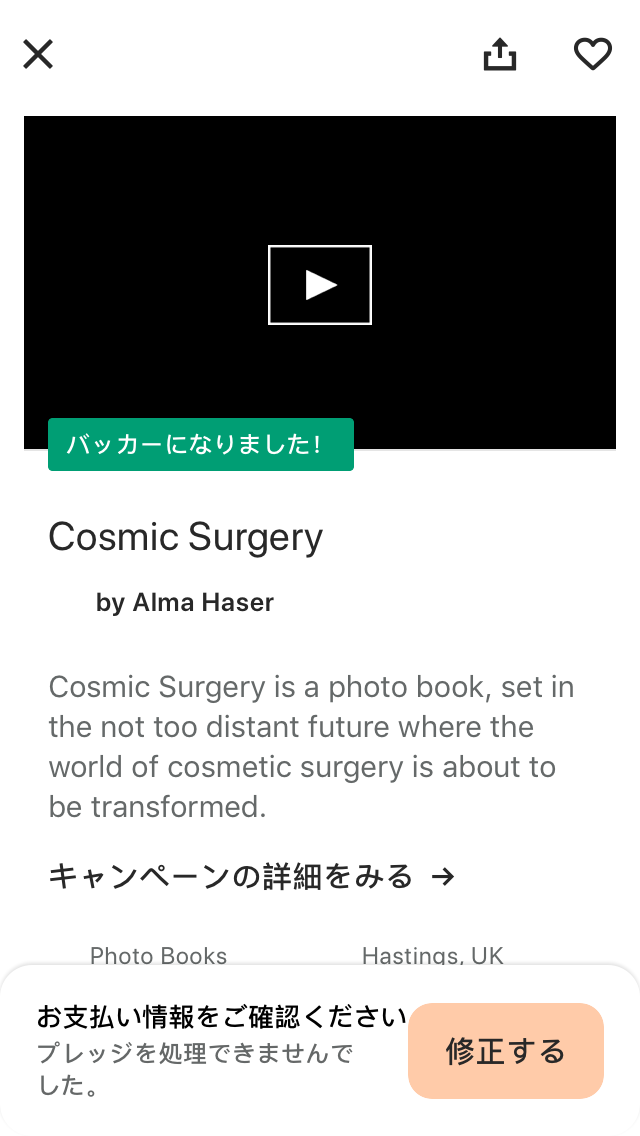 バッカーになりました！
Cosmic Surgery
by Alma Haser
Cosmic Surgery is a photo book, set in
the not too distant future where the
world of cosmetic surgery is about to
be transformed.
キャンペーンの詳細をみる →
Photo Books
Hastings, UK
お支払い情報をご確認ください
プレッジを処理できませんで
した。
修正する